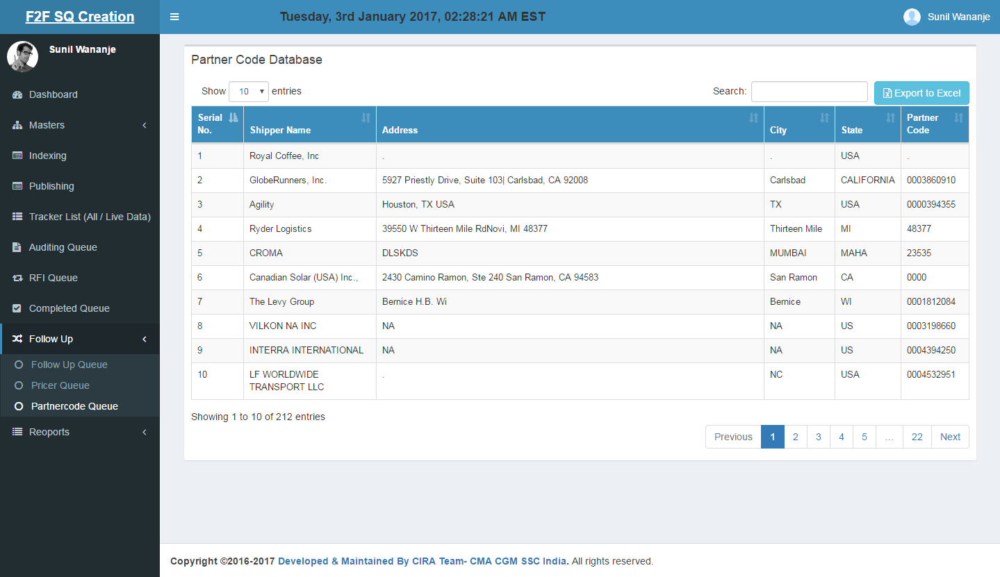 F2F SQ Creation
Tuesday, 3rd January 2017, 02:28:21 AM EST
Sunil Wananje
Sunil Wananje
Dashboard
Masters
Indexing
Publishing
Tracker List (All / Live Data)
Auditing Queue
RFI Queue
Completed Queue
Follow Up
Follow Up Queue
Pricer Queue
Partnercode Queue
Reoports
Partner Code Database
Show 10 entries
Search:
Export to Excel
Serial No. Shipper Name Address City State Partner Code
1 Royal Coffee, Inc . . USA .
2 GlobeRunners, Inc. 5927 Priestly Drive, Suite 103| Carlsbad, CA 92008 Carlsbad CALIFORNIA 0003860910
3 Agility Houston, TX USA TX USA 0000394355
4 Ryder Logistics 39550 W Thirteen Mile RdNovi, MI 48377 Thirteen Mile MI 48377
5 CROMA DLSKDS MUMBAI MAHA 23535
6 Canadian Solar (USA) Inc., 2430 Camino Ramon, Ste 240 San Ramon, CA 94583 San Ramon CA 0000
7 The Levy Group Bernice H.B. Wi Bernice WI 0001812084
8 VILKON NA INC NA NA US 0003198660
9 INTERRA INTERNATIONAL NA NA US 0004394250
10 LF WORLDWIDE TRANSPORT LLC . NC USA 0004532951
Showing 1 to 10 of 212 entries
Previous 1 2 3 4 5 … 22 Next
Copyright ©2016-2017 Developed & Maintained By CIRA Team- CMA CGM SSC India. All rights reserved.